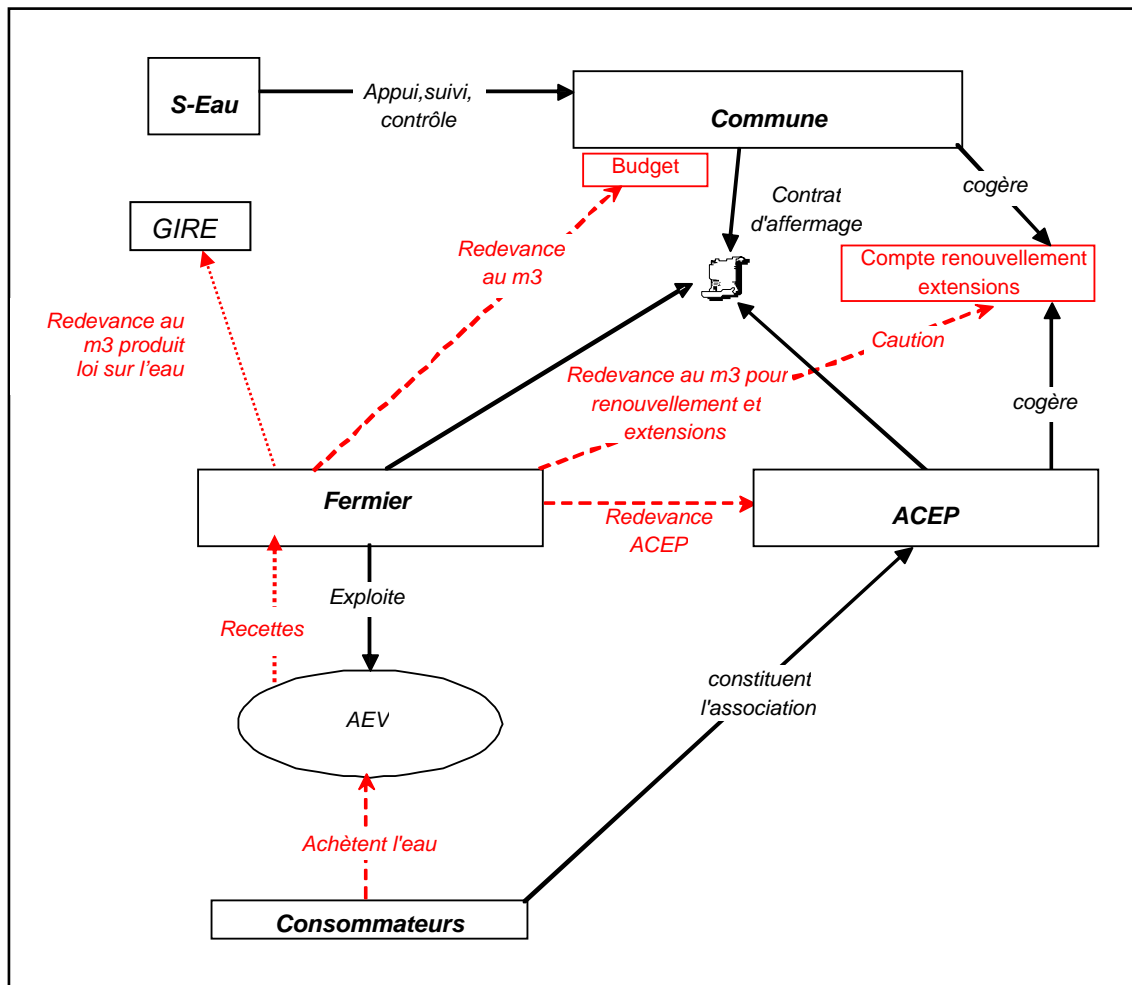 S-Eau
Appui,suivi,
contrôle
Commune
Budget
cogère
Contrat
d'affermage
GIRE
Redevance
au m3
Compte renouvellement
extensions
Redevance au
m3 produit
loi sur l'eau
Caution
Redevance au m3 pour
renouvellement et
extensions
cogère
Fermier
Redevance
ACEP
ACEP
Exploite
Recettes
AEV
constituent
l'association
Achètent l'eau
Consommateurs